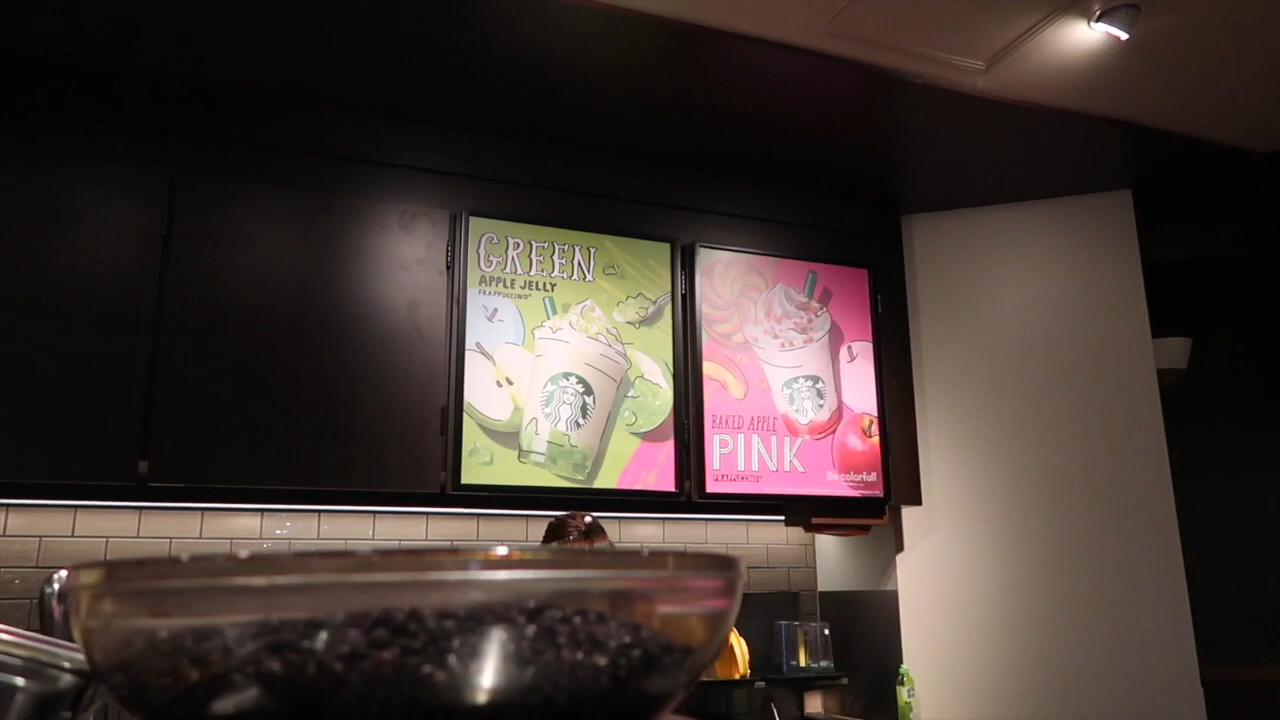 GREEN
APPLE JELLY
FRAPPUCCINO®
BAKED APPLE
PINK
FRAPPUCCINO®
Be colorful!